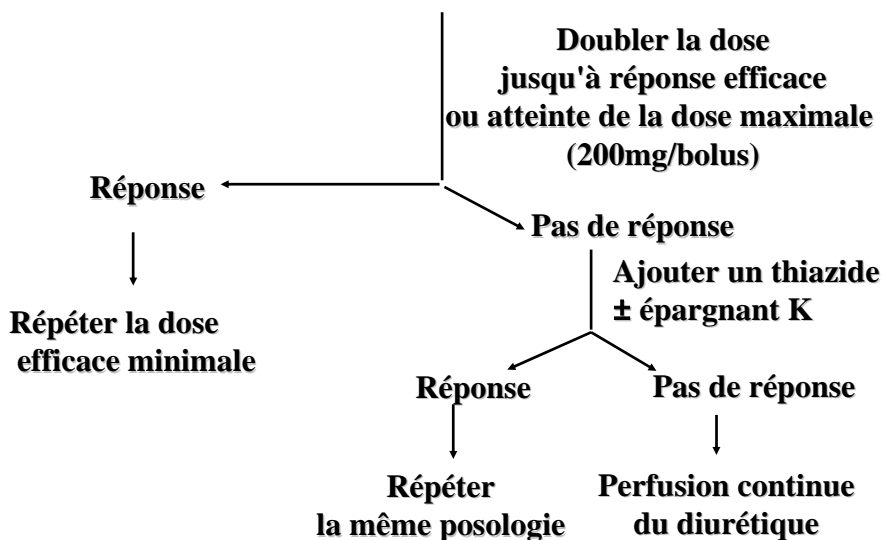 Doubler la dose
jusqu'à réponse efficace
ou atteinte de la dose maximale
(200mg/bolus)
Réponse
Pas de réponse
Ajouter un thiazide
± épargnant K
Répéter la dose
efficace minimale
Réponse
Pas de réponse
Répéter
la même posologie
Perfusion continue
du diurétique